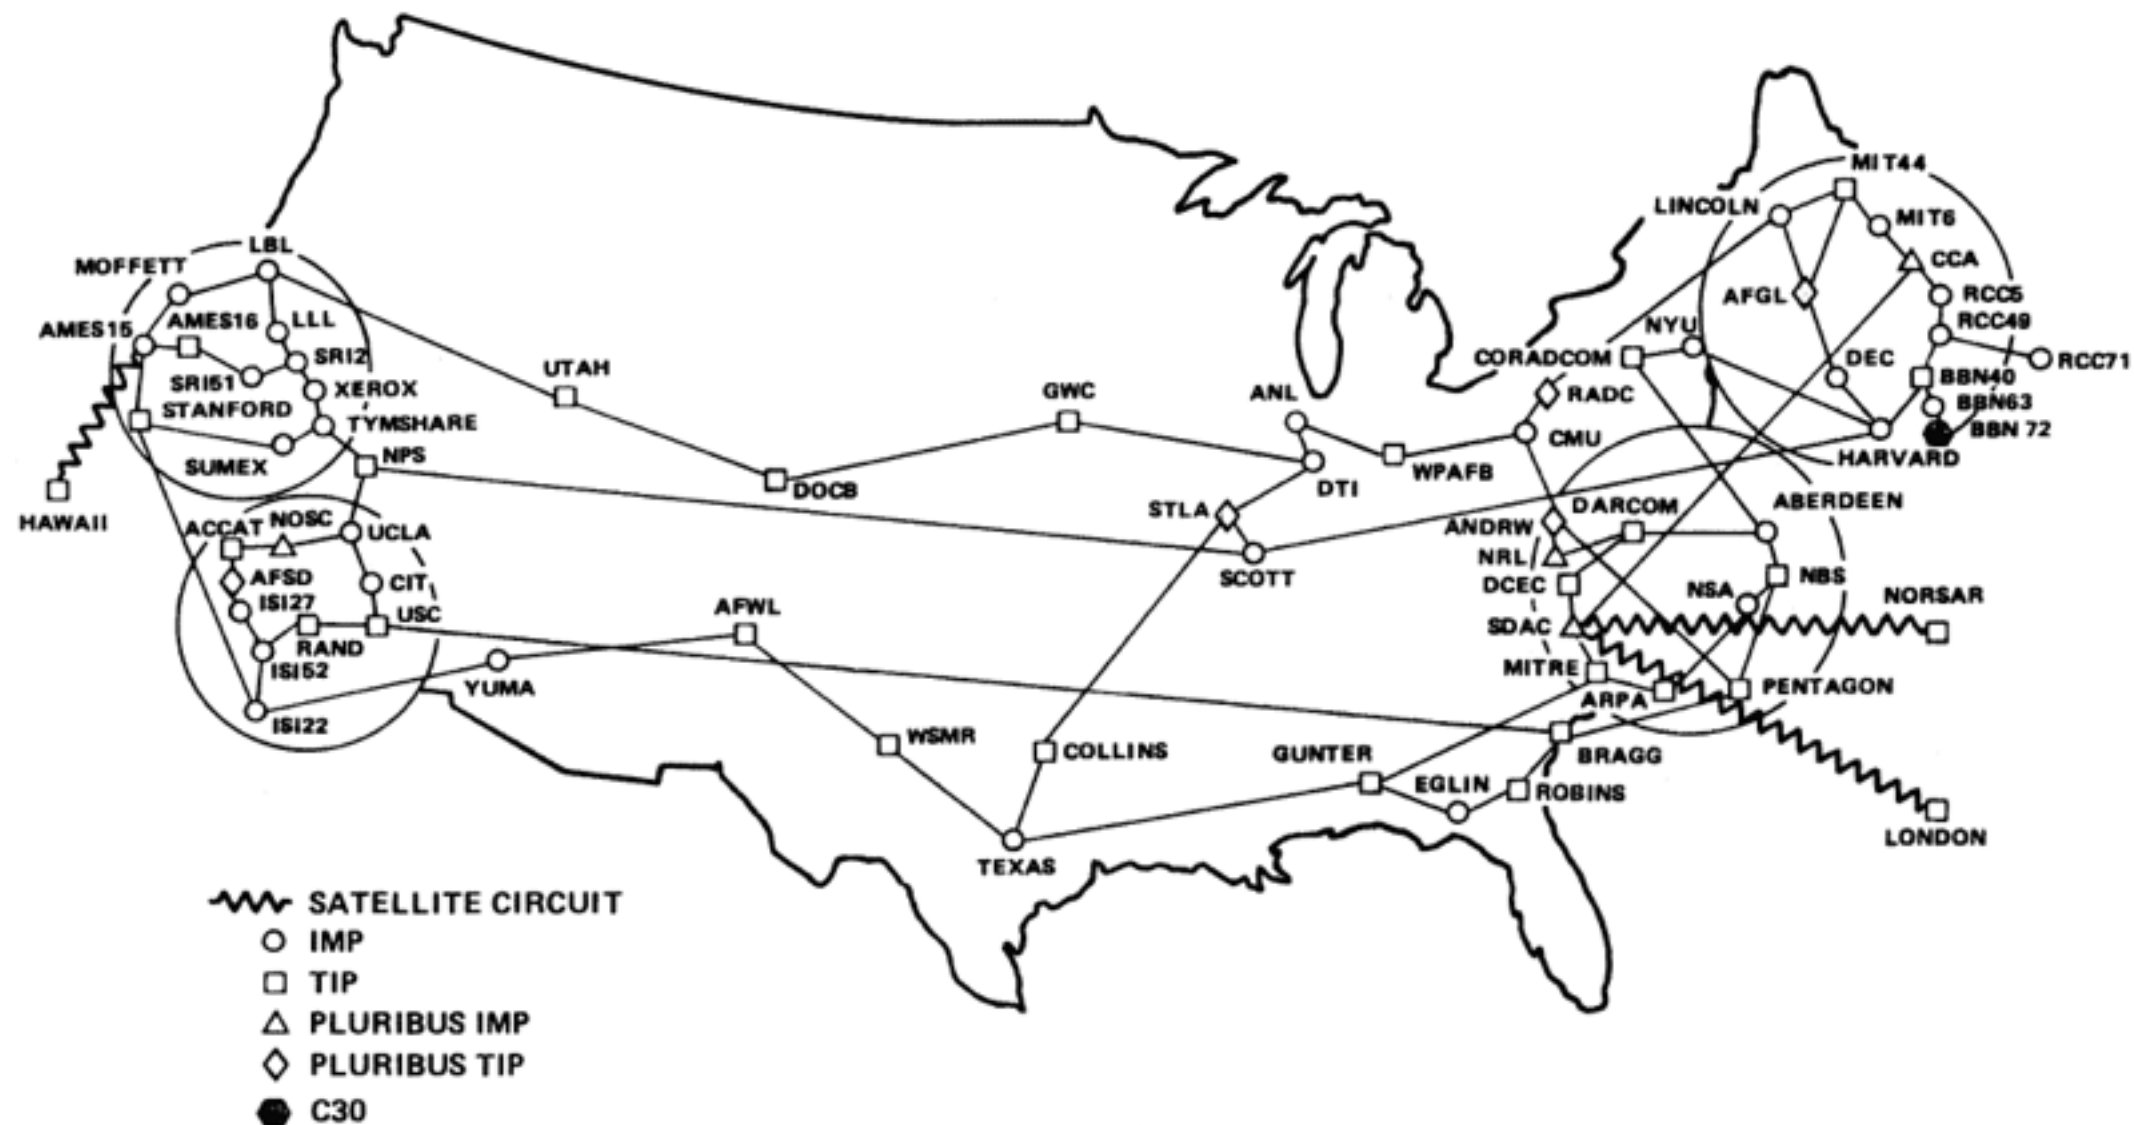 MIT44
LINCOLN
MIT6
LBL
MOFFETT
CCA
AFGL
RCC5
AMES16
LLL
NYU
RCC49
AMES15
SRI2
CORADCOM
DEC
RCC71
UTAH
SRI51
XEROX
GWC
ANL
RADC
BBN40
STANFORD
BBN63
TYMSHARE
CMU
BBN 72
SUMEX
NPS
WPAFB
HARVARD
DOCB
DTI
HAWAII
ACCAT
NOSC
UCLA
STLA
ANDRW
DARCOM
ABERDEEN
NRL
AFSD
CIT
SCOTT
DCEC
NSA
NBS
ISI27
USC
AFWL
SDAC
NORSAR
RAND
ISI52
YUMA
MITRE
ARPA
PENTAGON
ISI22
WSMR
COLLINS
GUNTER
BRAGG
EGLIN
ROBINS
TEXAS
LONDON
SATELLITE CIRCUIT
IMP
TIP
PLURIBUS IMP
PLURIBUS TIP
C30